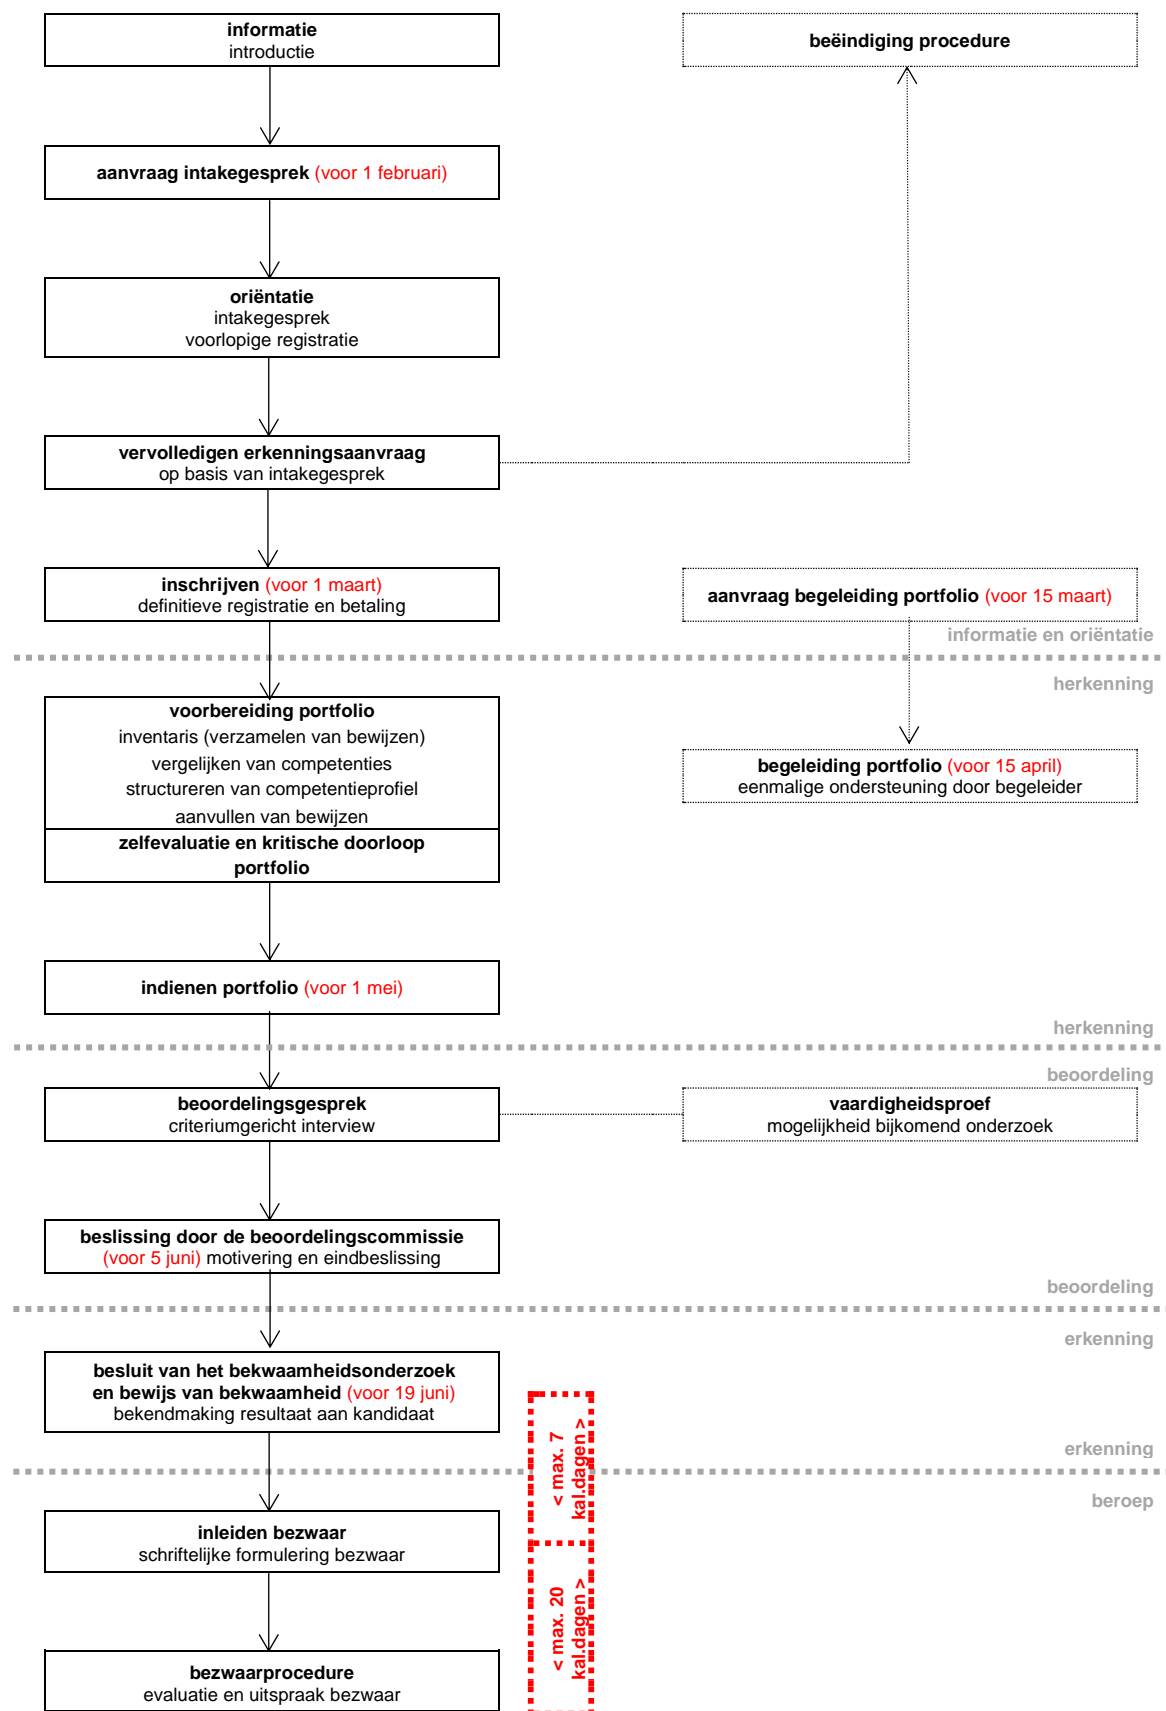 informatie
introductie
beëindiging procedure
aanvraag intakegesprek (voor 1 februari)
oriëntatie
intakegesprek
voorlopige registratie
vervolledigen erkenningsaanvraag
op basis van intakegesprek
inschrijven (voor 1 maart)
definitieve registratie en betaling
aanvraag begeleiding portfolio (voor 15 maart)
informatie en oriëntatie
herkenning
voorbereiding portfolio
inventaris (verzamelen van bewijzen)
vergelijken van competenties
structureren van competentieprofiel
aanvullen van bewijzen
zelfevaluatie en kritische doorloop
portfolio
begeleiding portfolio (voor 15 april)
eenmalige ondersteuning door begeleider
indienen portfolio (voor 1 mei)
herkenning
beoordeling
beoordelingsgesprek
criteriumgericht interview
vaardigheidsproef
mogelijkheid bijkomend onderzoek
beslissing door de beoordelingscommissie
(voor 5 juni) motivering en eindbeslissing
beoordeling
erkenning
besluit van het bekwaamheidsonderzoek
en bewijs van bekwaamheid (voor 19 juni)
bekendmaking resultaat aan kandidaat
< max. 7
kal.dagen >
erkenning
beroep
inleiden bezwaar
schriftelijke formulering bezwaar
< max. 20
kal.dagen >
bezwaarprocedure
evaluatie en uitspraak bezwaar